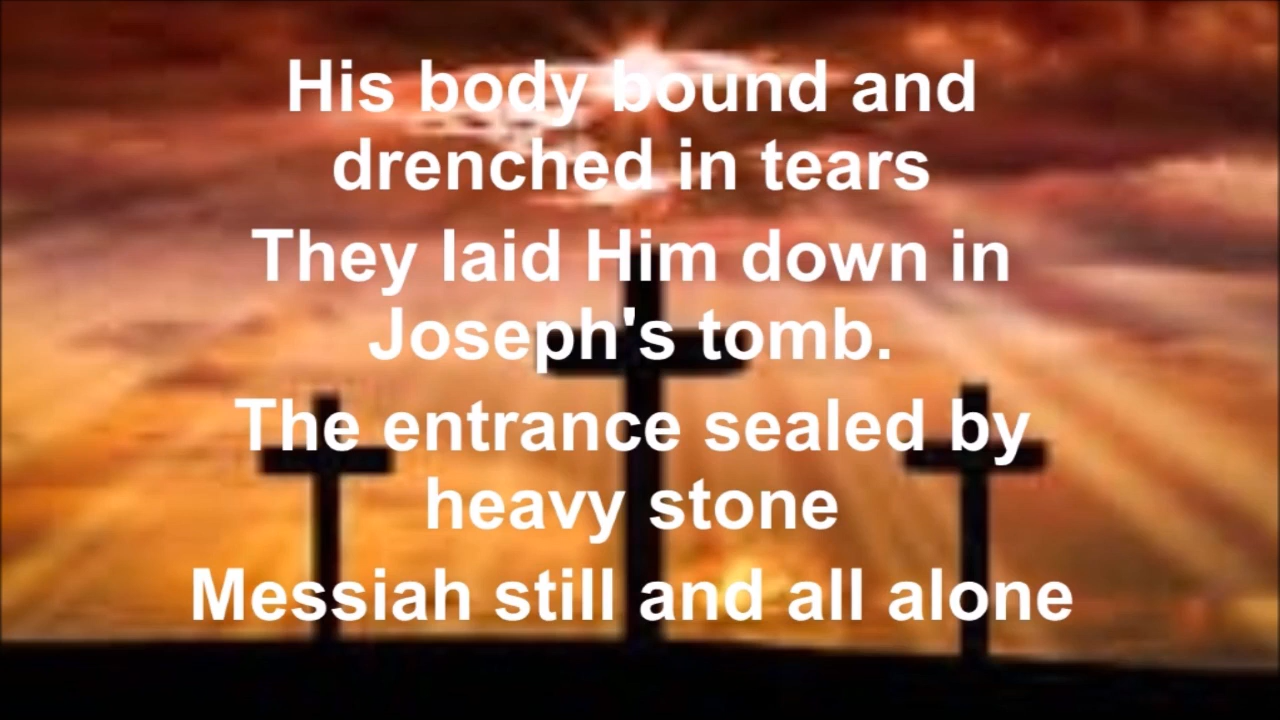 His body bound and
drenched in tears
They laid Him down in
Joseph's tomb.
The entrance sealed by
heavy stone
Messiah still and all alone